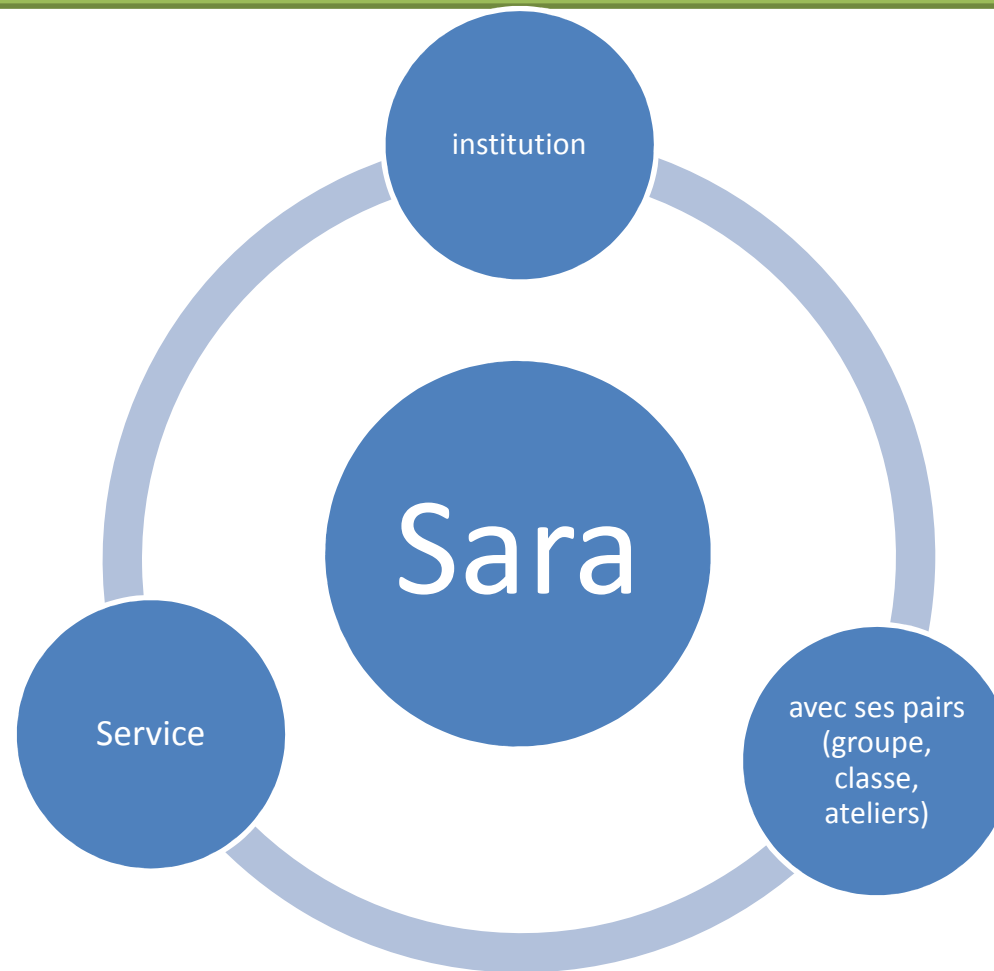 institution
Sara
Service
avec ses pairs
(groupe,
classe,
ateliers)